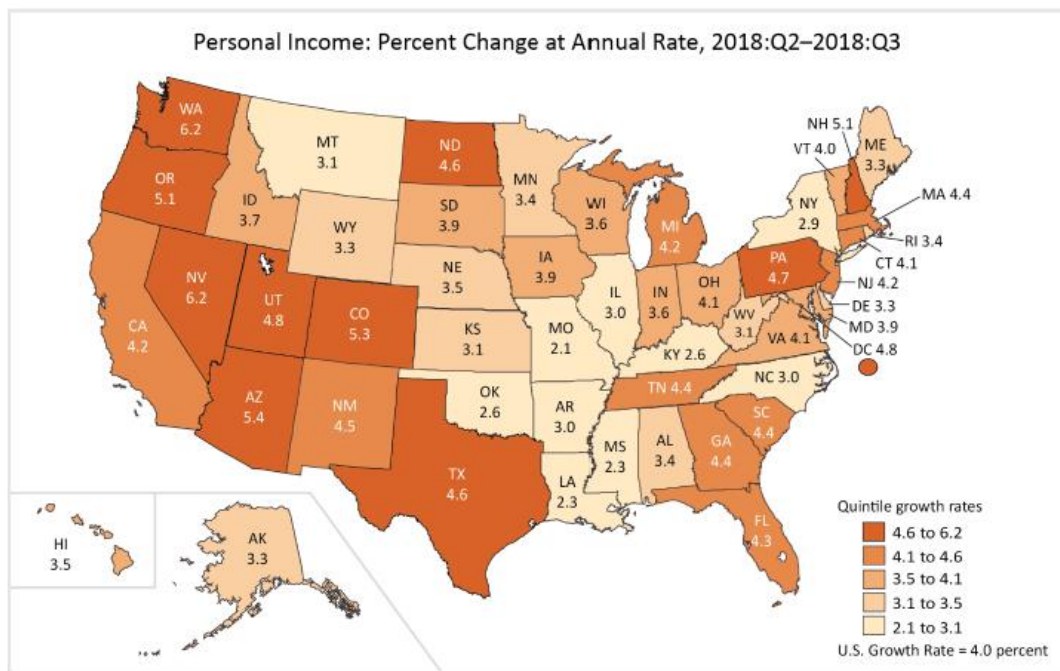 Personal Income: Percent Change at Annual Rate, 2018:Q2–2018:Q3
WA
6.2
OR
5.1
CA
4.2
NV
6.2
ID
3.7
MT
3.1
WY
3.3
UT
4.8
AZ
5.4
CO
5.3
NM
4.5
ND
4.6
SD
3.9
NE
3.5
KS
3.1
OK
2.6
TX
4.6
MN
3.4
IA
3.9
MO
2.1
AR
3.0
LA
2.3
WI
3.6
IL
3.0
MS
2.3
MI
4.2
IN
3.6
OH
4.1
KY 2.6
TN 4.4
AL
3.4
GA
4.4
FL
4.3
SC
4.4
NC 3.0
VA 4.1
WV
3.1
PA
4.7
NY
2.9
VT 4.0
NH 5.1
ME
3.3
MA 4.4
RI 3.4
CT 4.1
NJ 4.2
DE 3.3
MD 3.9
DC 4.8
HI
3.5
AK
3.3
Quintile growth rates
4.6 to 6.2
4.1 to 4.6
3.5 to 4.1
3.1 to 3.5
2.1 to 3.1
U.S. Growth Rate = 4.0 percent